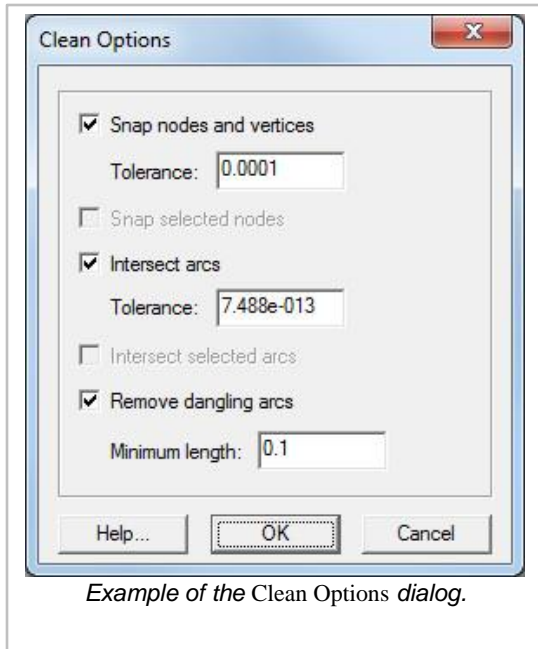 Clean Options
Snap nodes and vertices
Tolerance: 0.0001
Snap selected nodes
Intersect arcs
Tolerance: 7.488e-013
Intersect selected arcs
Remove dangling arcs
Minimum length: 0.1
Help... OK Cancel
Example of the Clean Options dialog.